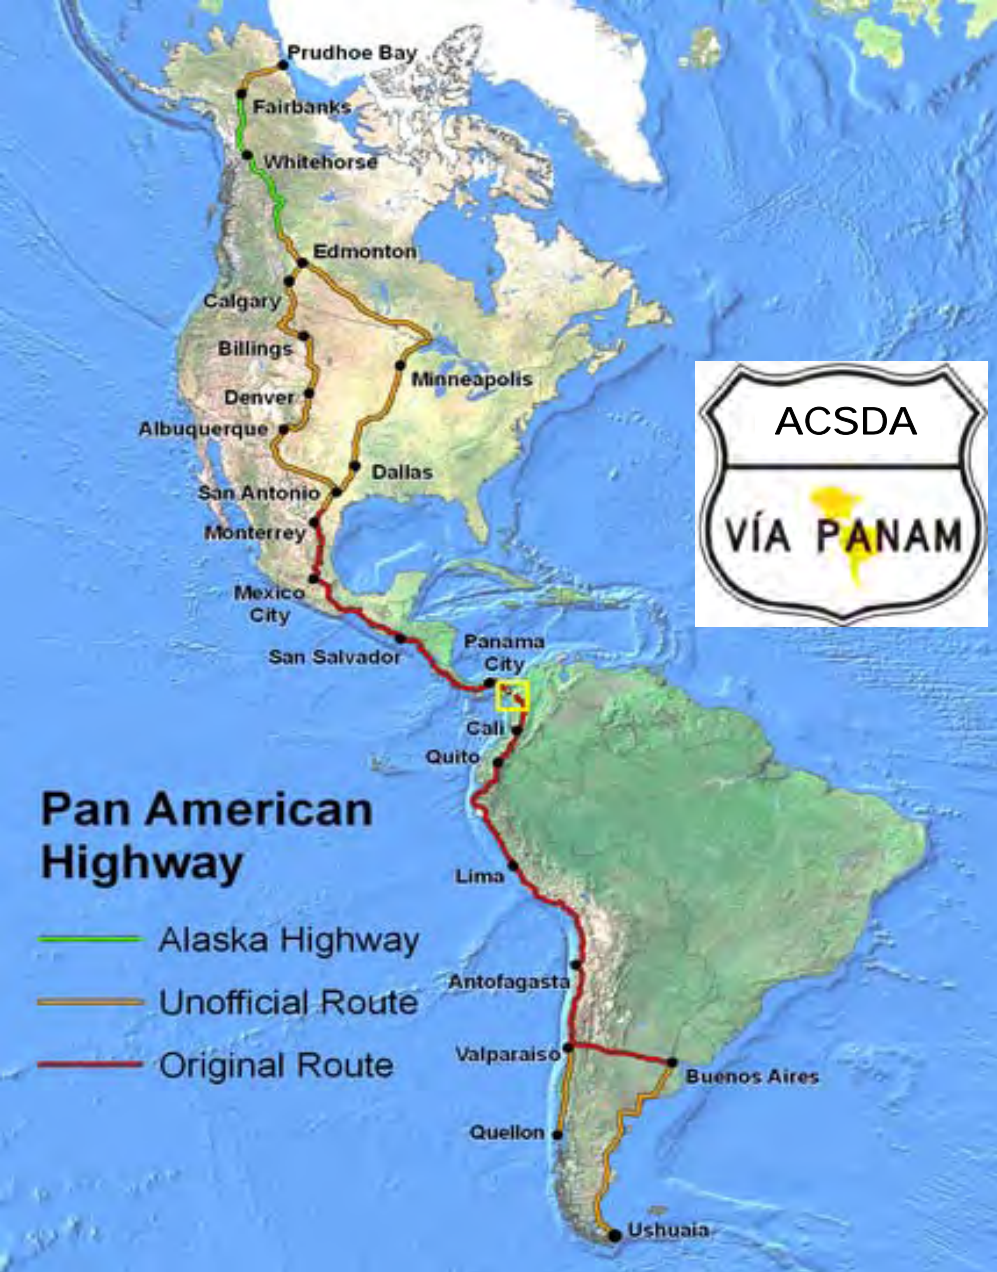 Prudhoe Bay
Fairbanks
Whitehorse
Edmonton
Calgary
Billings
Minneapolis
Denver
Albuquerque
Dallas
San Antonio
Monterrey
Mexico
City
San Salvador
Panama
City
Cali
Quito
Lima
Antofagasta
Valparaiso
Buenos Aires
Quellon
Ushuaia
ACSDA
VÍA PANAM
Pan American
Highway
Alaska Highway
Unofficial Route
Original Route